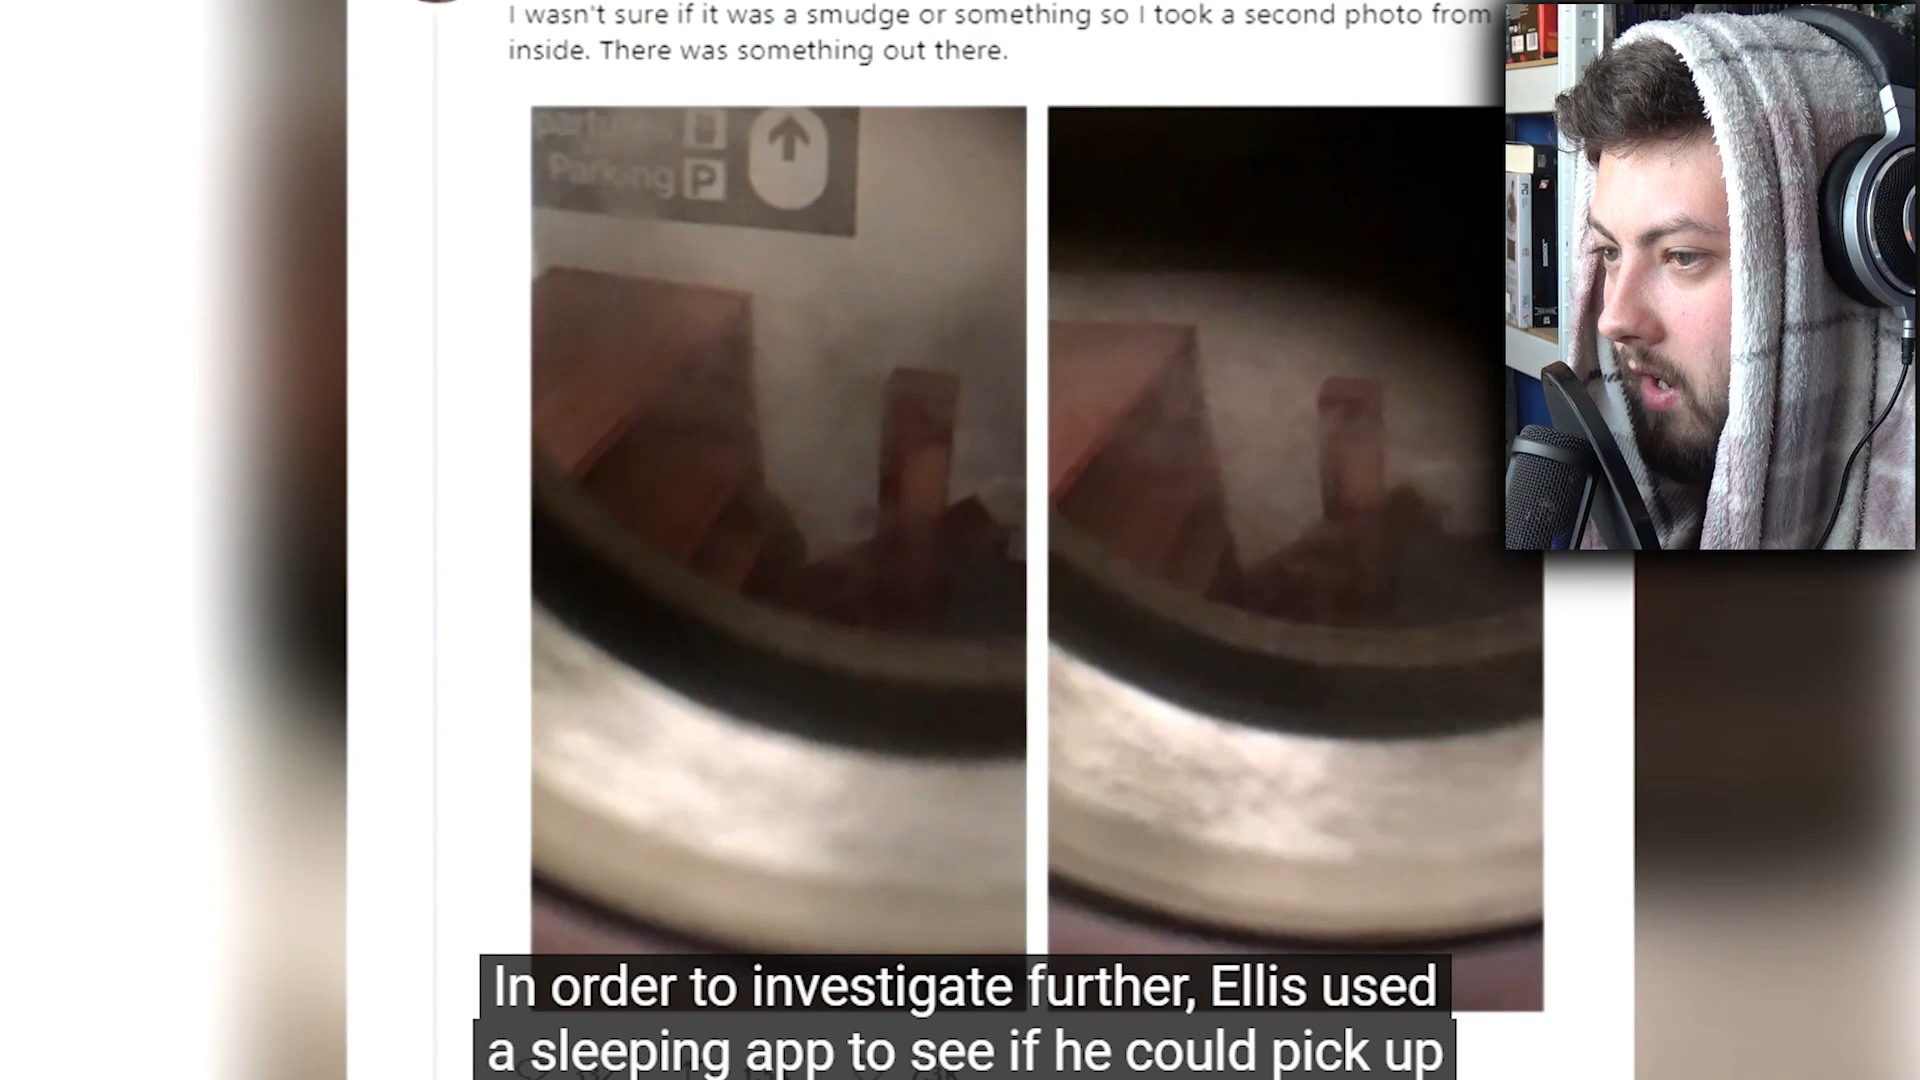 I wasn't sure if it was a smudge or something so I took a second photo from
inside. There was something out there.
Parking P
In order to investigate further, Ellis used
a sleeping app to see if he could pick up